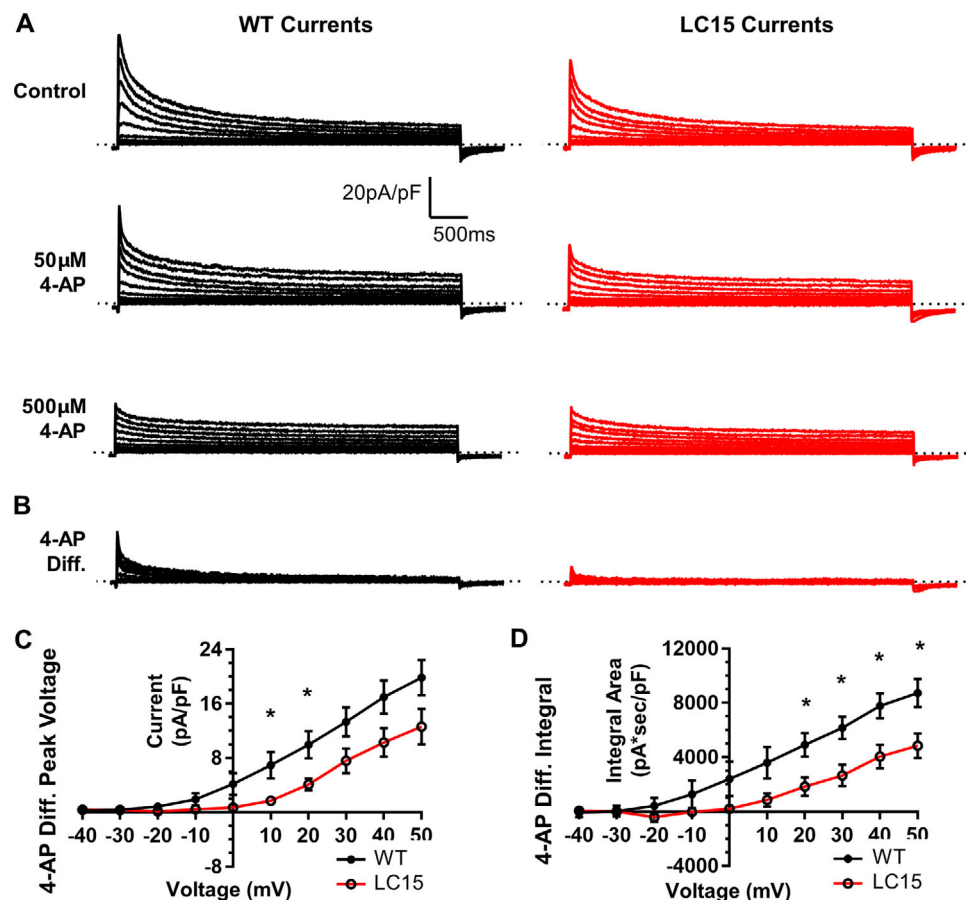 A
WT Currents
LC15 Currents
Control
20pA/pF
500ms
50µM
4-AP
500µM
4-AP
B
4-AP
Diff.
C
4-AP Diff. Peak Voltage
Current
(pA/pF)
24
16
8
-8
-40 -30 -20 -10 10 20 30 40 50
* *
Voltage (mV)
WT
LC15
D
4-AP Diff. Integral
Integral Area
(pA*sec/pF)
12000
8000
4000
-4000
-40 -30 -20 -10 10 20 30 40 50
* * * *
Voltage (mV)
WT
LC15